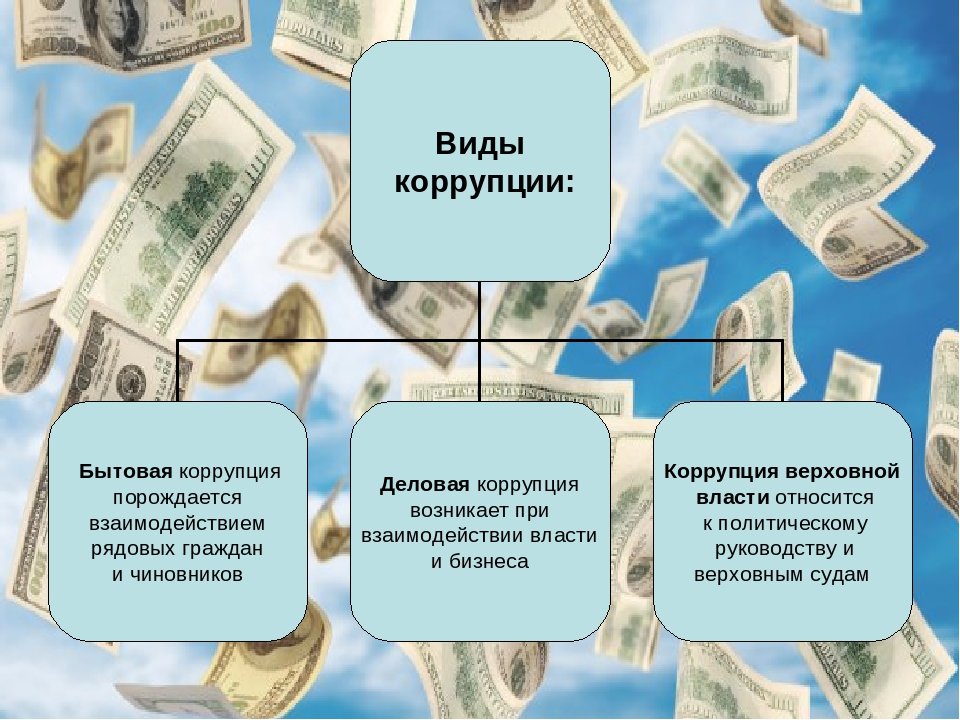 Виды
коррупции:
Бытовая коррупция
порождается
взаимодействием
рядовых граждан
и чиновников
Деловая коррупция
возникает при
взаимодействии власти
и бизнеса
Коррупция верховной
власти относится
к политическому
руководству и
верховным судам